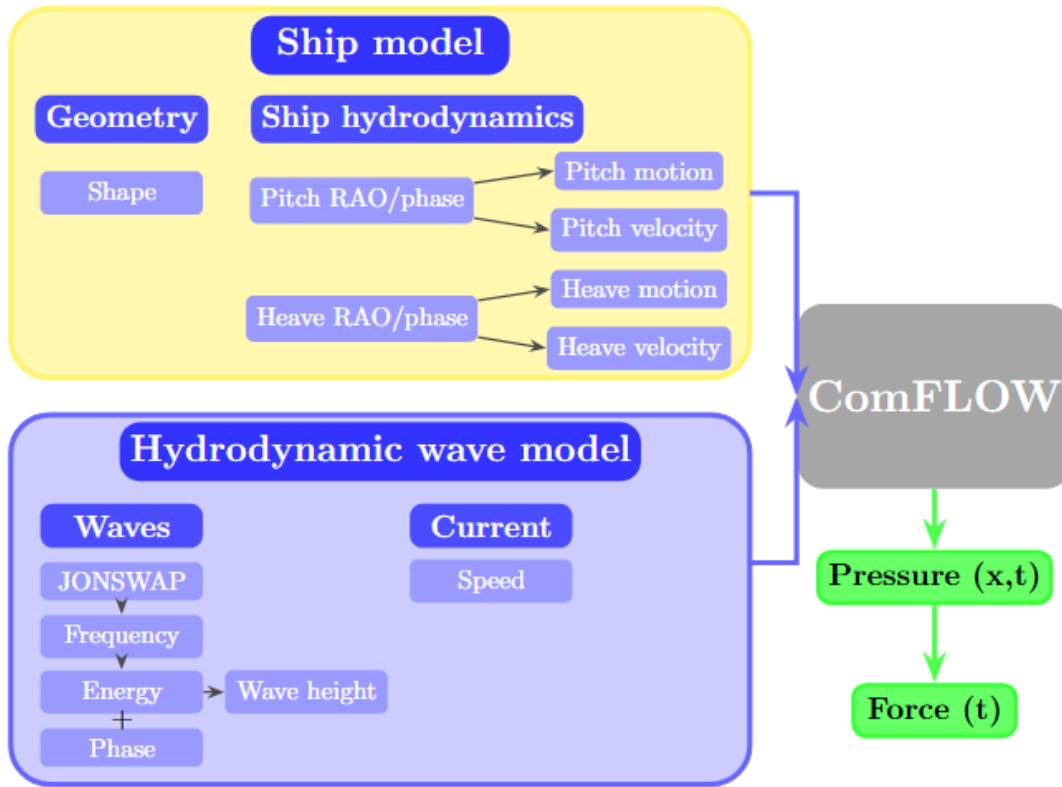 Ship model
Geometry
Ship hydrodynamics
Shape
Pitch RAO/phase
Pitch motion
Pitch velocity
Heave RAO/phase
Heave motion
Heave velocity
ComFLOW
Hydrodynamic wave model
Waves
Current
JONSWAP
Speed
Frequency
Energy
Wave height
+
Phase
Pressure (x,t)
Force (t)